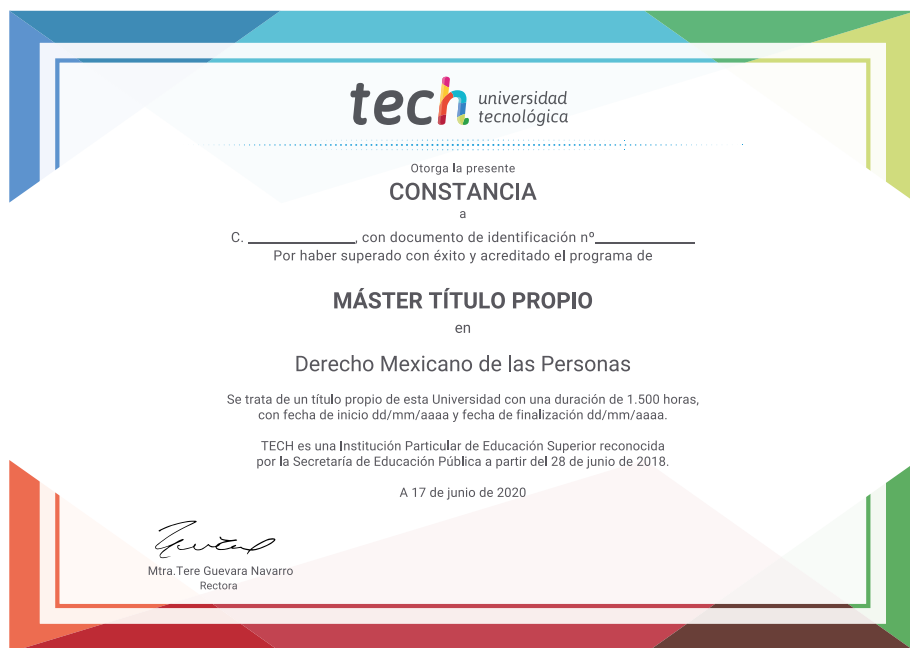 tech universidad
tecnológica
Otorga la presente
CONSTANCIA
a
C. ____________, con documento de identificación nº____________
Por haber superado con éxito y acreditado el programa de
MÁSTER TÍTULO PROPIO
en
Derecho Mexicano de las Personas
Se trata de un título propio de esta Universidad con una duración de 1.500 horas,
con fecha de inicio dd/mm/aaaa y fecha de finalización dd/mm/aaaa.
TECH es una Institución Particular de Educación Superior reconocida
por la Secretaría de Educación Pública a partir del 28 de junio de 2018.
A 17 de junio de 2020
Mtra.Tere Guevara Navarro
Rectora